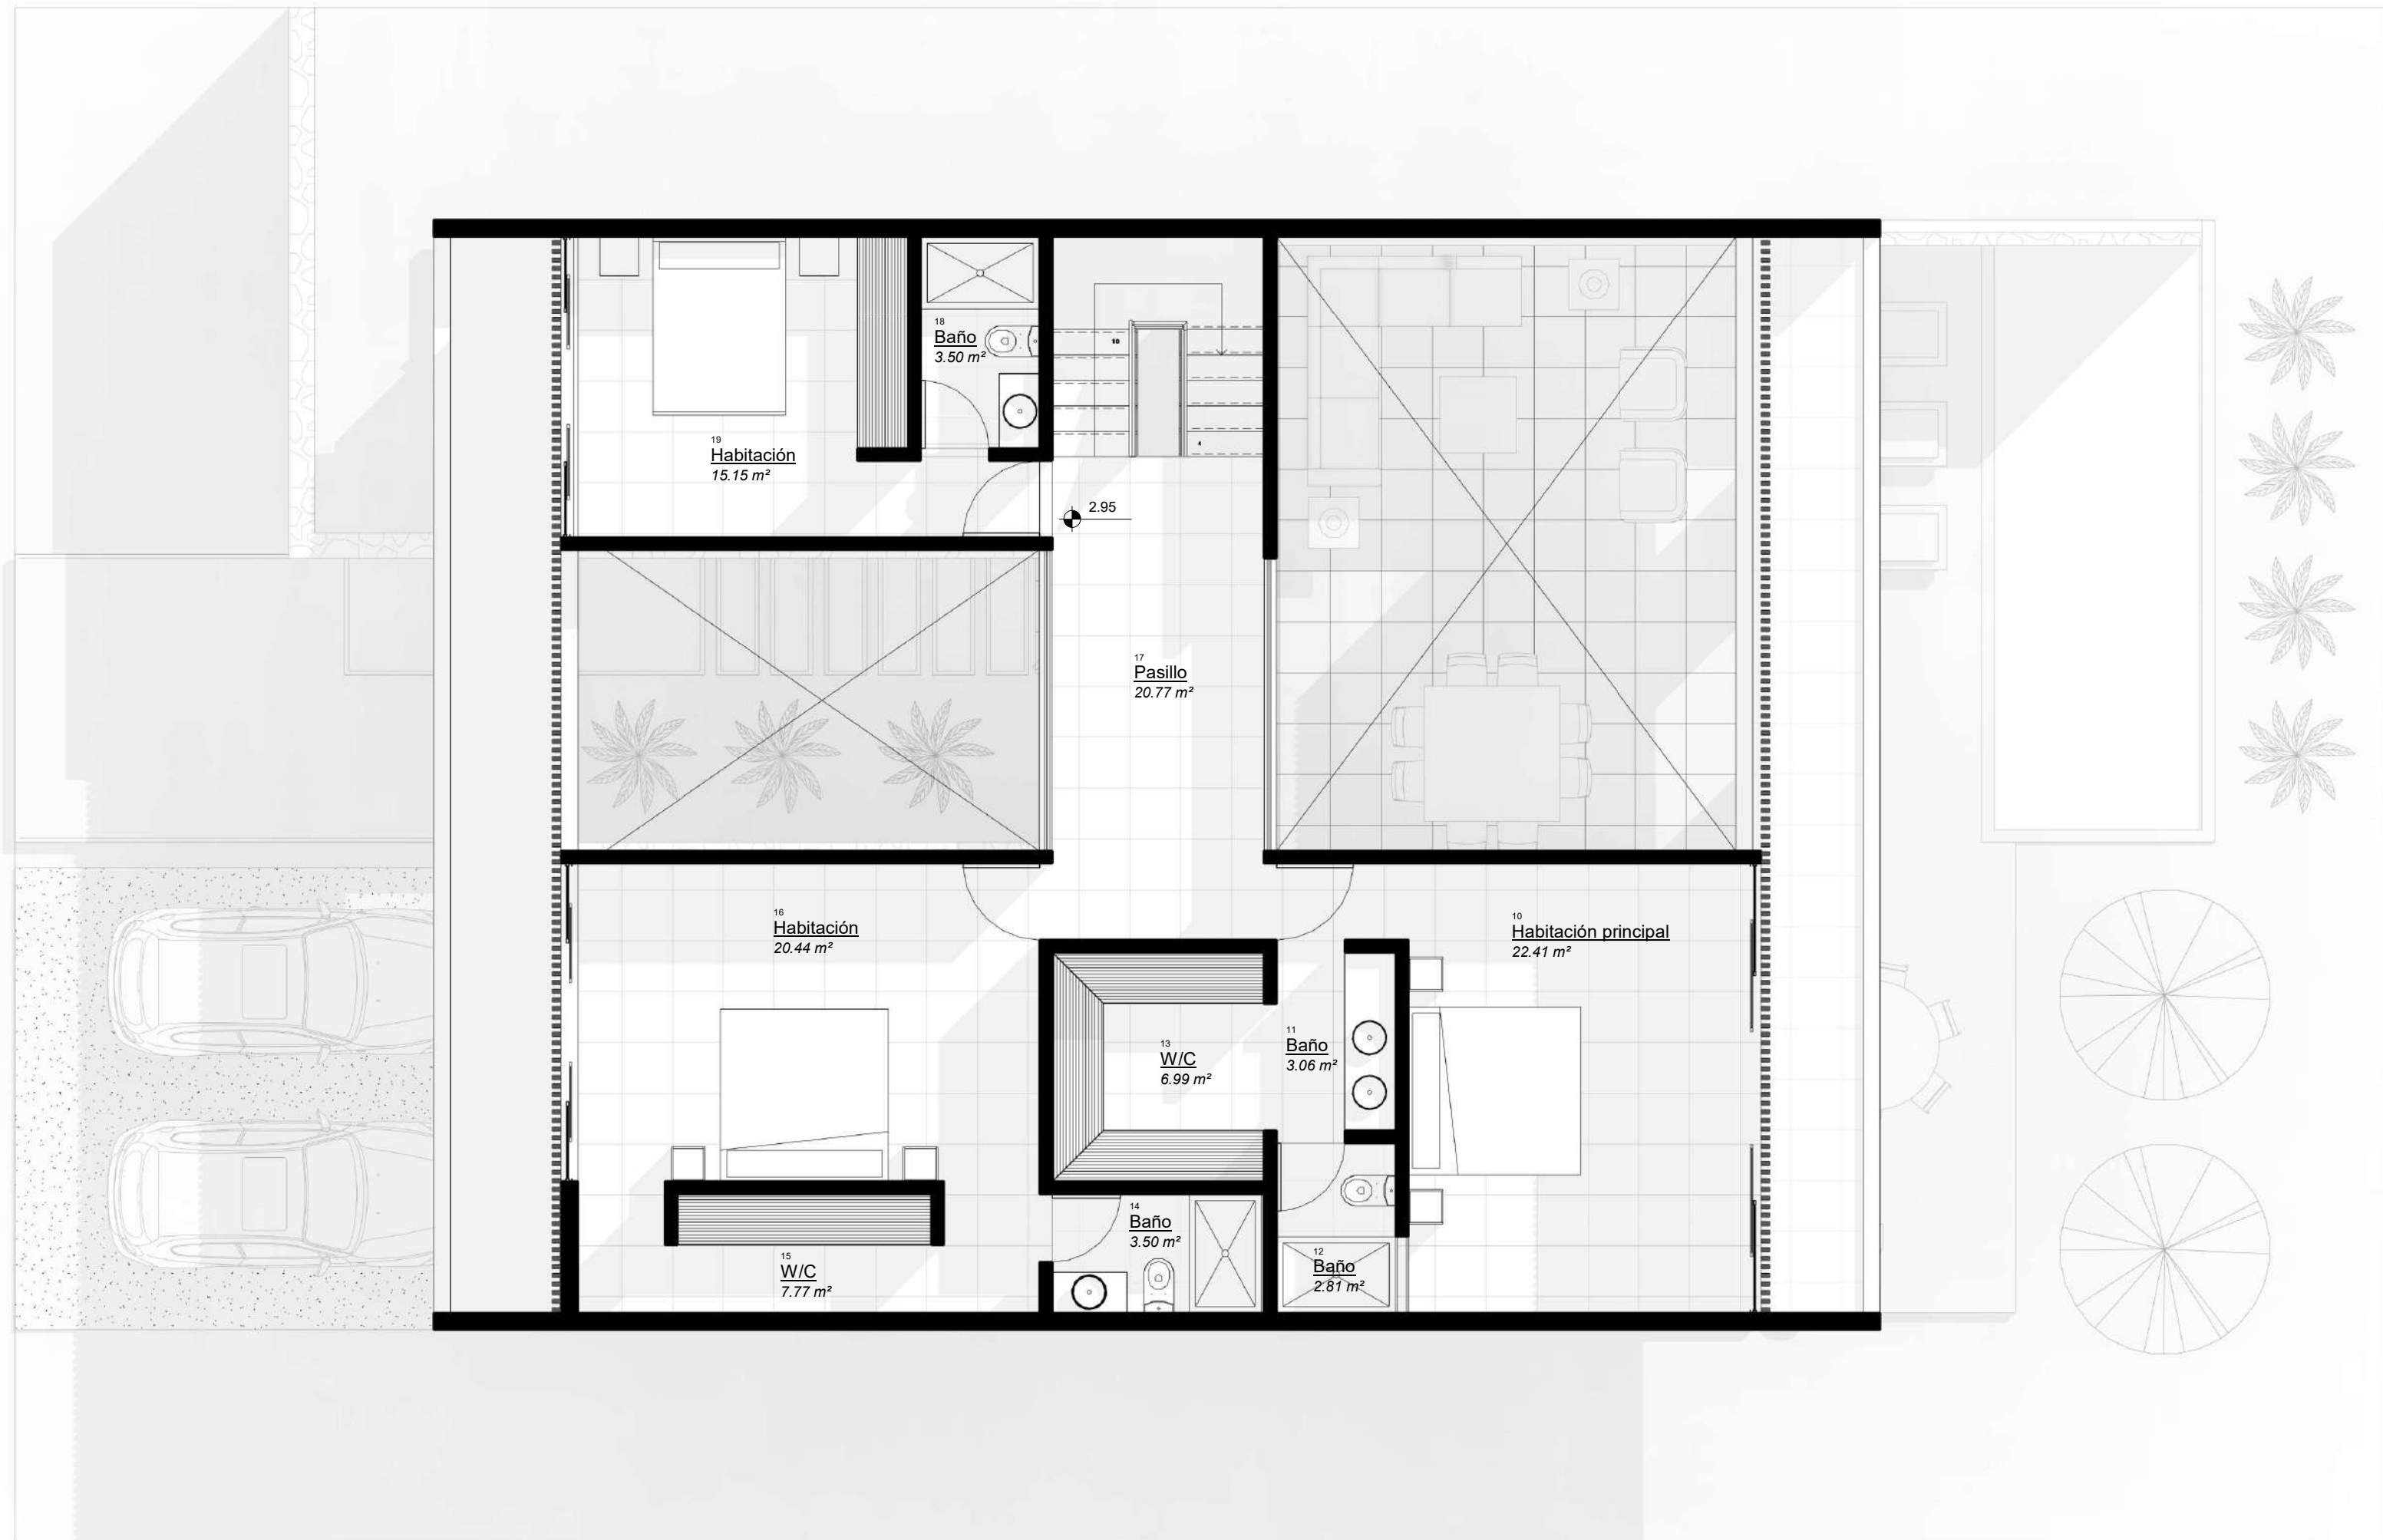 18
Baño
3.50 m²
10
4
19
Habitación
15.15 m²
2.95
17
Pasillo
20.77 m²
16
Habitación
20.44 m²
10
Habitación principal
22.41 m²
13
W/C
6.99 m²
11
Baño
3.06 m²
14
Baño
3.50 m²
15
W/C
7.77 m²
12
Baño
2.81 m²